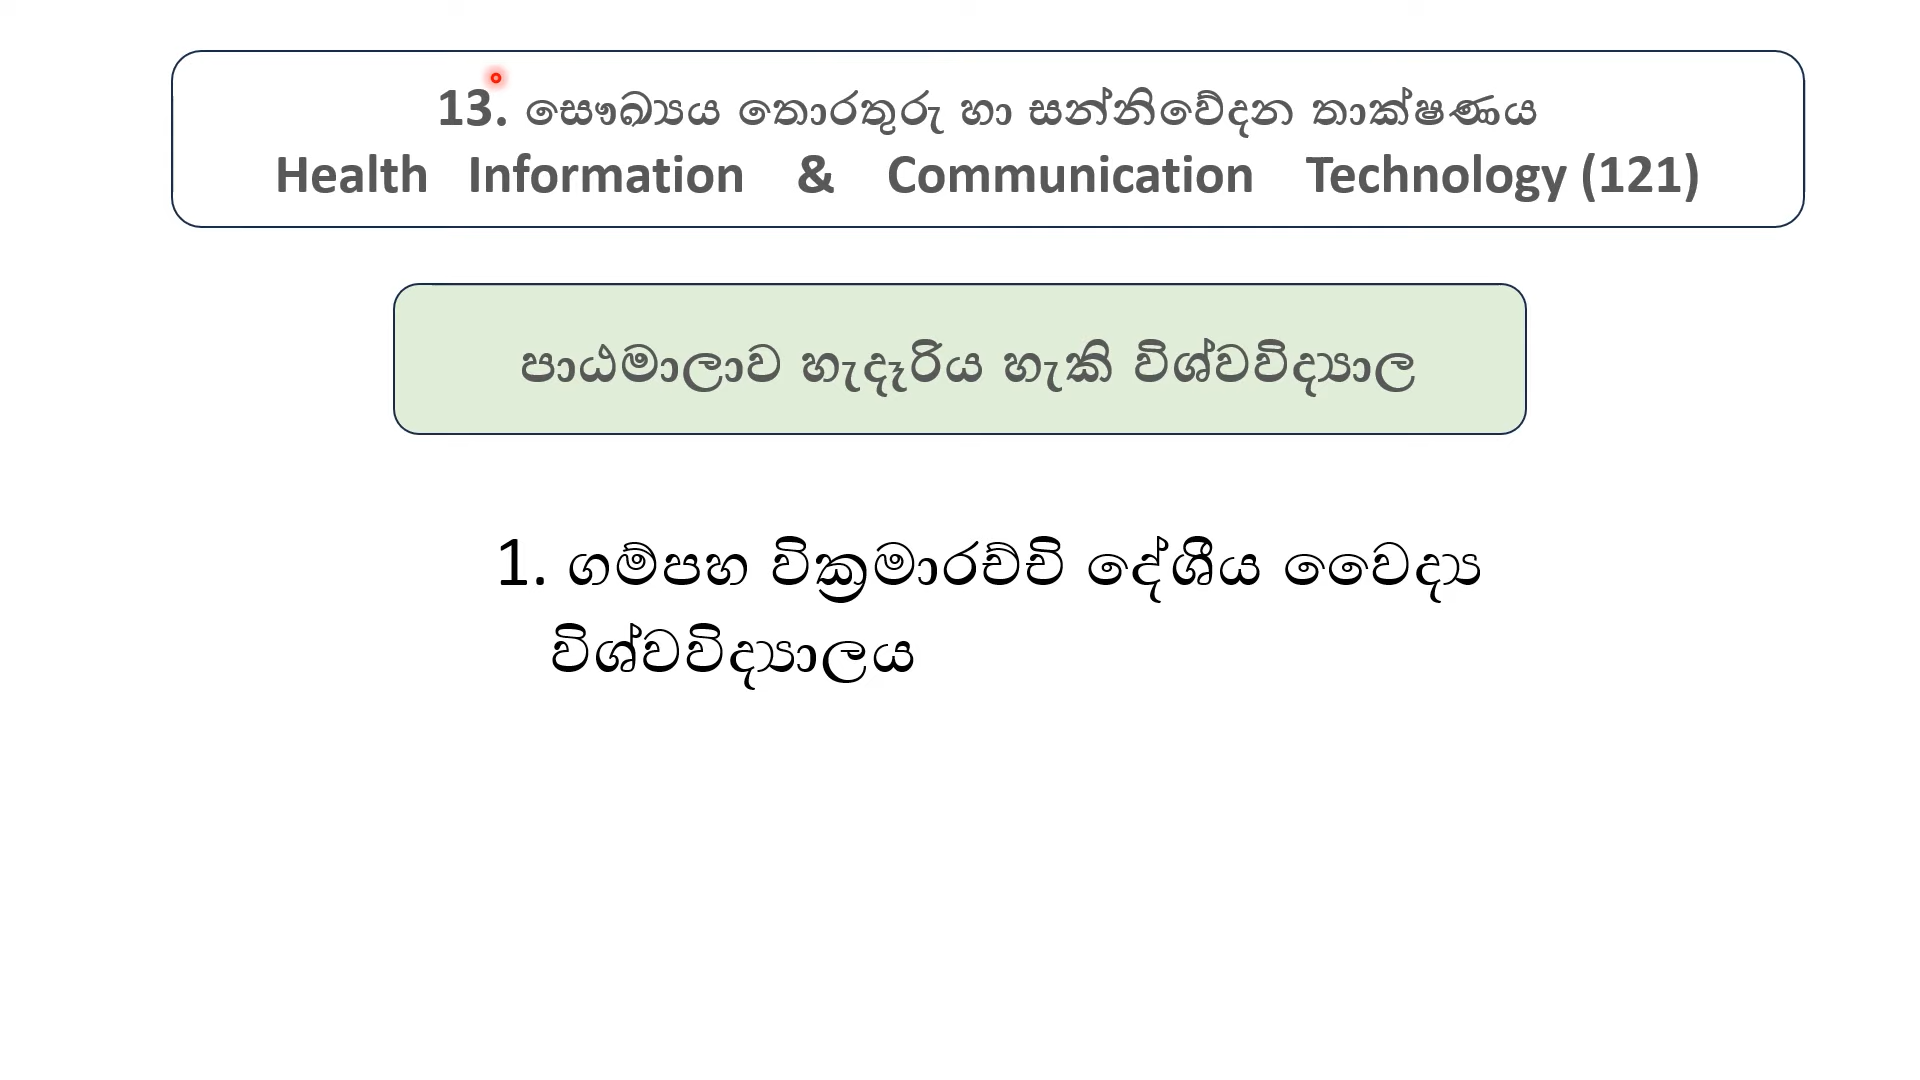 13. සෞඛ්‍යය තොරතුරු හා සන්නිවේදන තාක්ෂණය
Health Information & Communication Technology (121)
පාඨමාලාව හැදෑරිය හැකි විශ්වවිද්‍යාල
1. ගම්පහ වික්‍රමාරච්චි දේශීය වෛද්‍ය
විශ්වවිද්‍යාලය